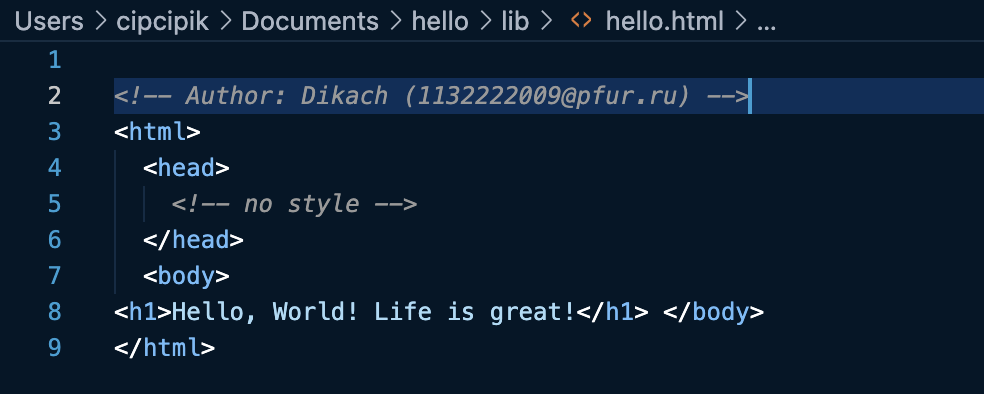 Users > cipcipik > Documents > hello > lib > <> hello.html > ...
1
2 <!-- Author: Dikach (1132222009@pfur.ru) -->
3 <html>
4   <head>
5     <!-- no style -->
6   </head>
7   <body>
8 <h1>Hello, World! Life is great!</h1> </body>
9 </html>